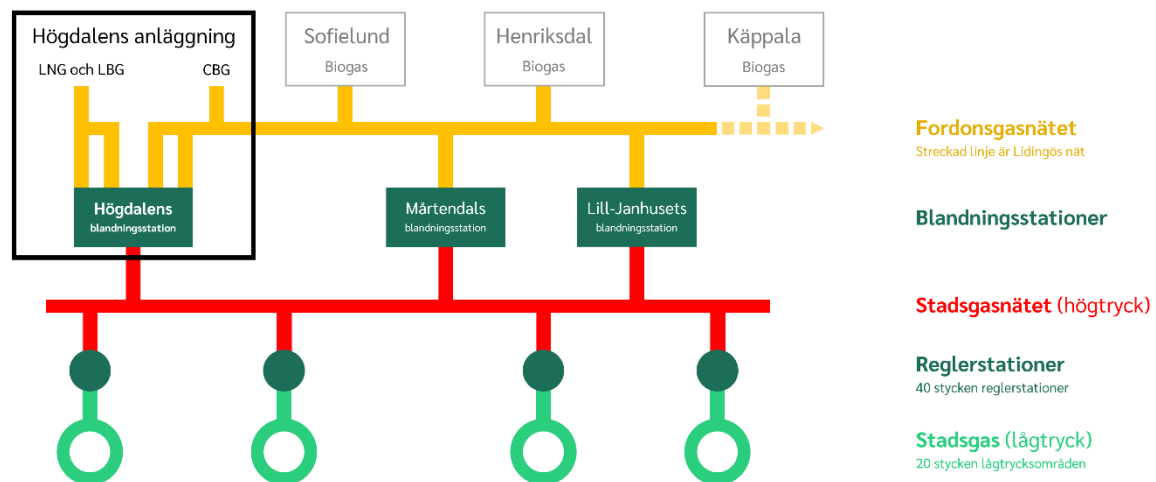 Högdalens anläggning
LNG och LBG
CBG
Sofielund
Biogas
Henriksdal
Biogas
Käppala
Biogas
Fordonsgasnätet
Streckad linje är Lidingös nät
Högdalens
blandningsstation
Mårtendals
blandningsstation
Lill-Janhusets
blandningsstation
Blandningsstationer
Stadsgasnätet (högtryck)
Reglerstationer
40 stycken reglerstationer
Stadsgas (lågtryck)
20 stycken lågtrycksområden